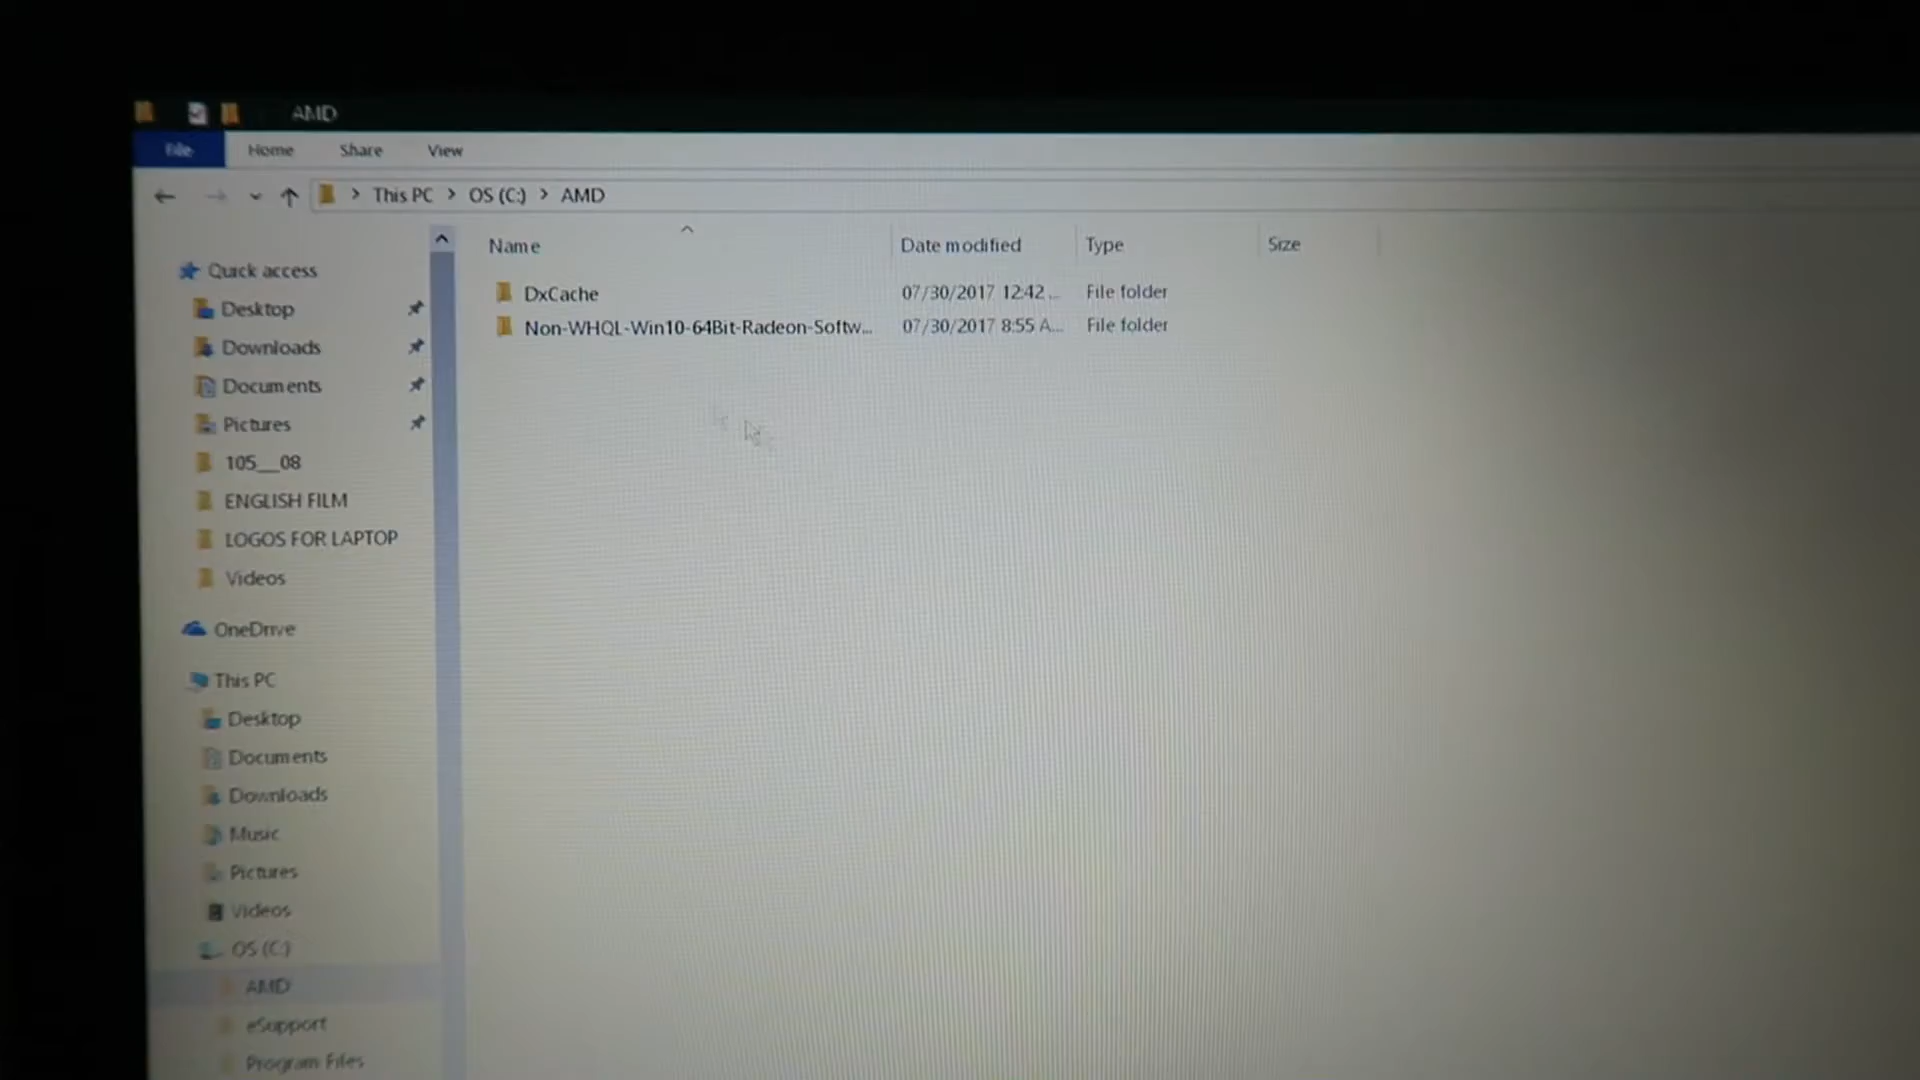 AMD
File Home Share View
This PC > OS (C:) > AMD
Name Date modified Type Size
DxCache 07/30/2017 12:42 ... File folder
Non-WHQL-Win10-64Bit-Radeon-Softw... 07/30/2017 8:55 A... File folder
Quick access
Desktop
Downloads
Documents
Pictures
105__08
ENGLISH FILM
LOGOS FOR LAPTOP
Videos
OneDrive
This PC
Desktop
Documents
Downloads
Music
Pictures
Videos
OS (C:)
AMD
eSupport
Program Files